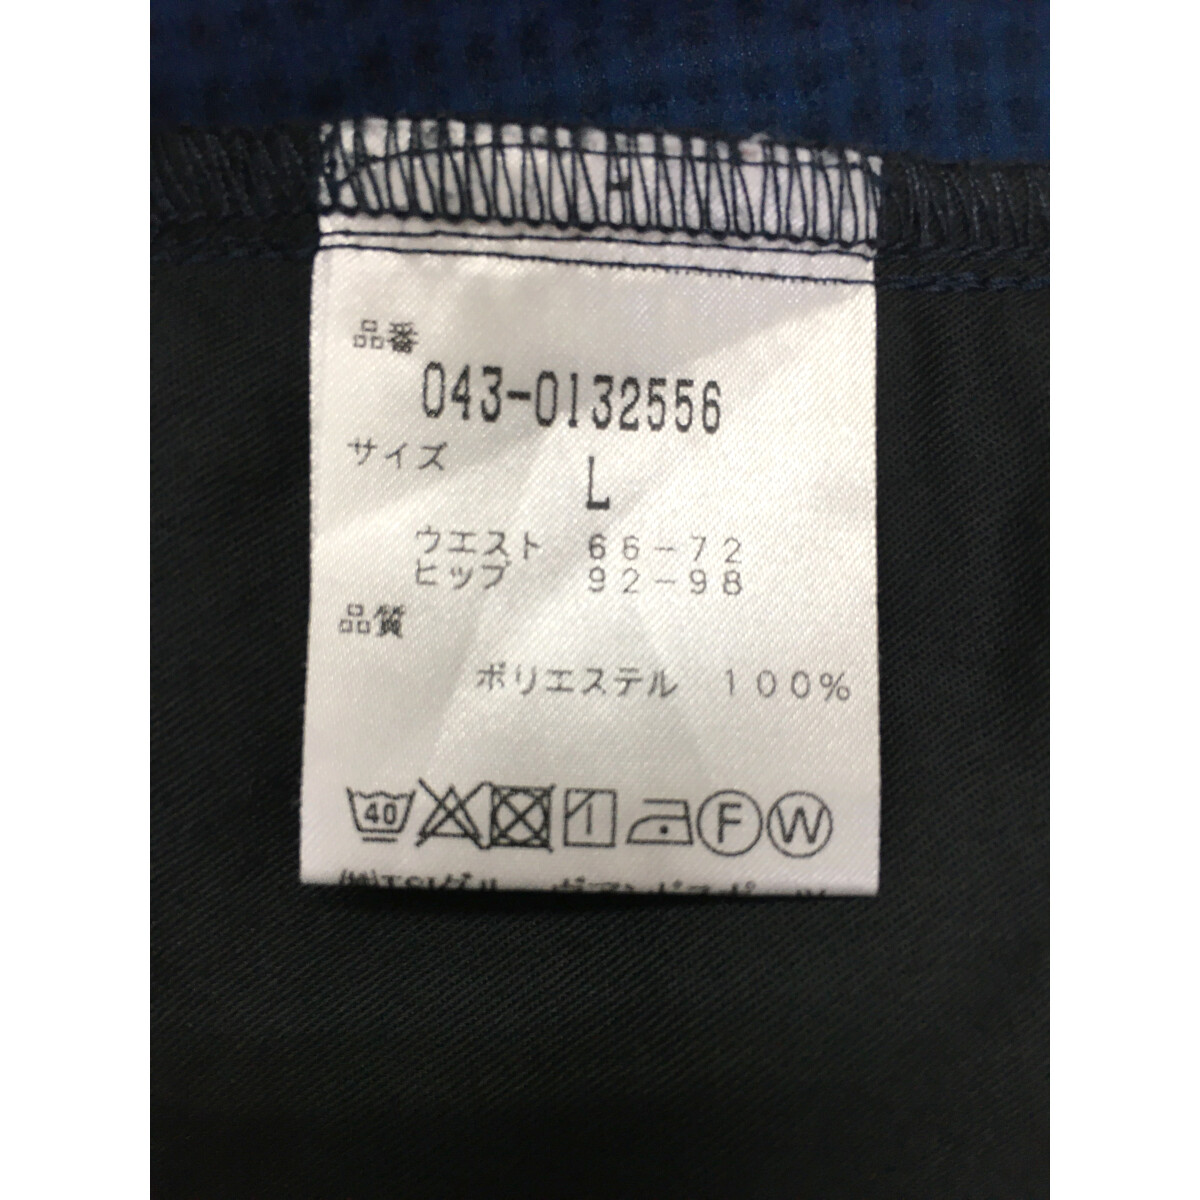 品番
043-0132556
サイズ
L
ウエスト 66-72
ヒップ 92-98
品質
ポリエステル 100%
40 F W